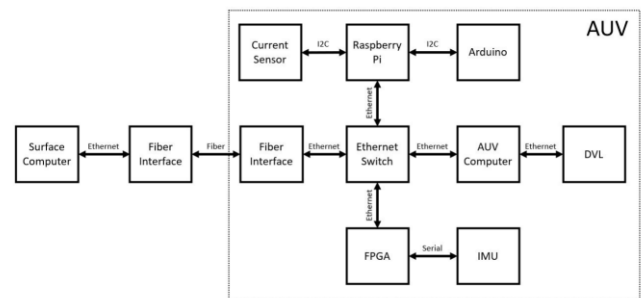 AUV
Current
Sensor
I2C
Raspberry
Pi
I2C
Arduino
Ethernet
Surface
Computer
Ethernet
Fiber
Interface
Fiber
Fiber
Interface
Ethernet
Ethernet
Switch
Ethernet
AUV
Computer
Ethernet
DVL
Ethernet
FPGA
Serial
IMU